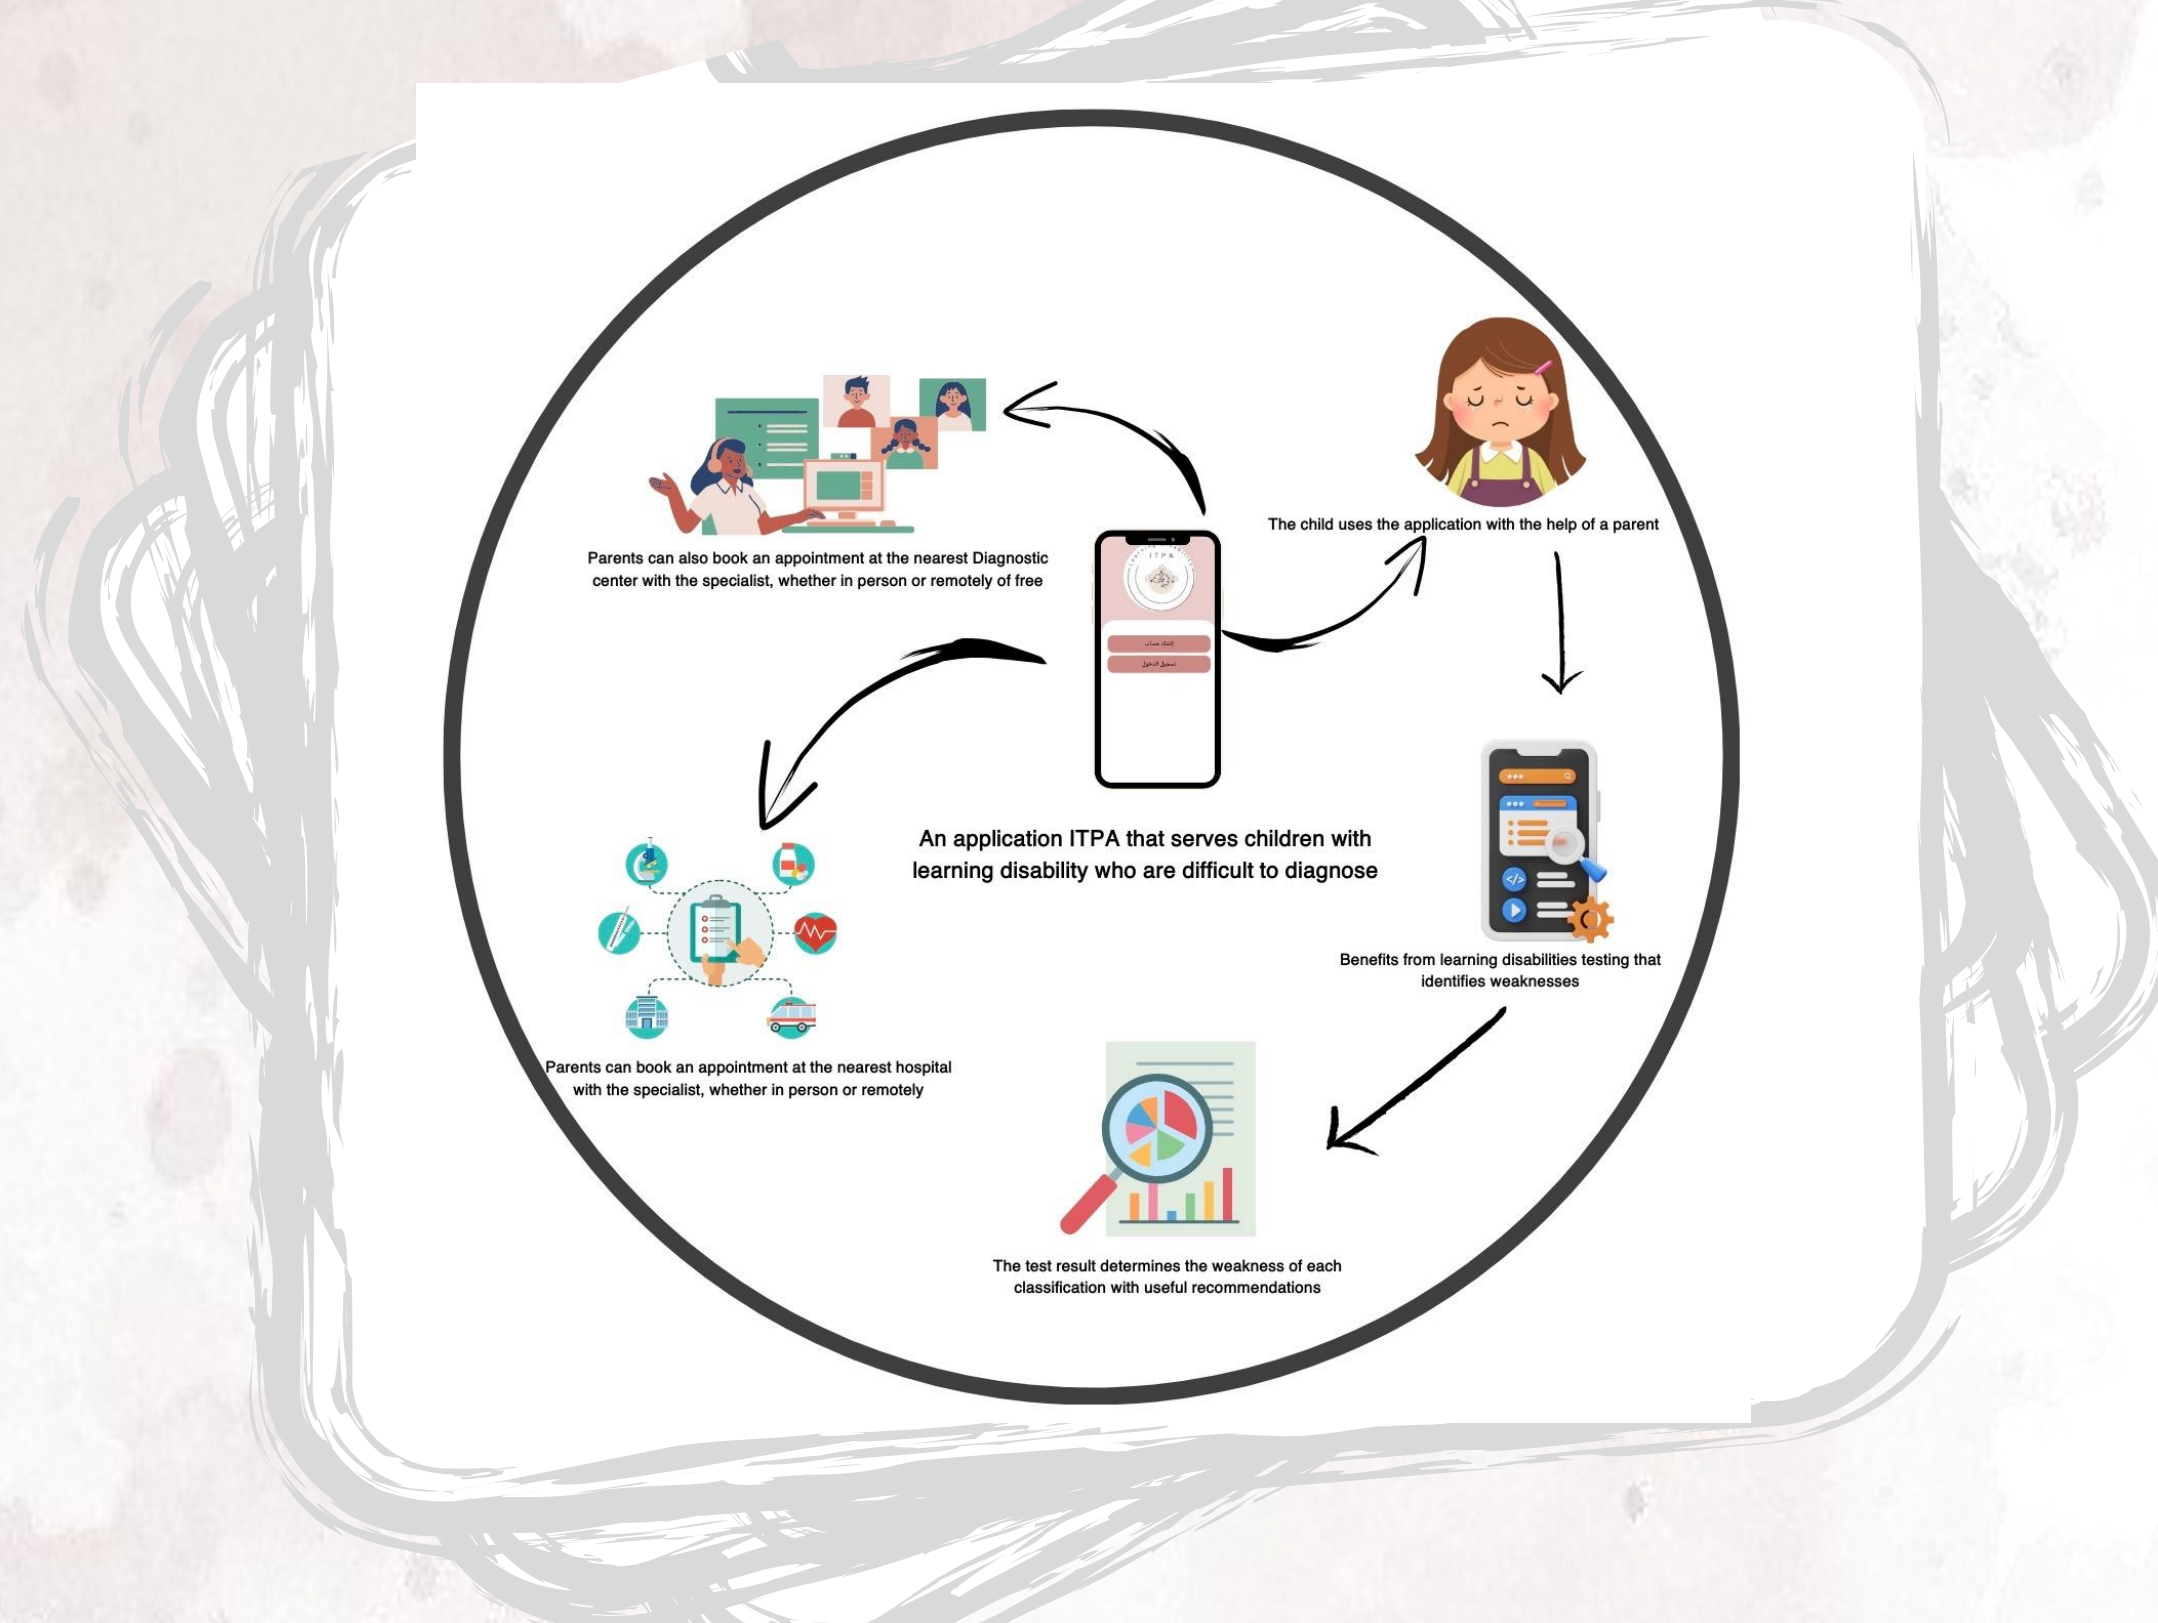 The child uses the application with the help of a parent
Parents can also book an appointment at the nearest Diagnostic
center with the specialist, whether in person or remotely of free
ITPA
إنشاء حساب
تسجيل الدخول
An application ITPA that serves children with
learning disability who are difficult to diagnose
Benefits from learning disabilities testing that
identifies weaknesses
Parents can book an appointment at the nearest hospital
with the specialist, whether in person or remotely
The test result determines the weakness of each
classification with useful recommendations